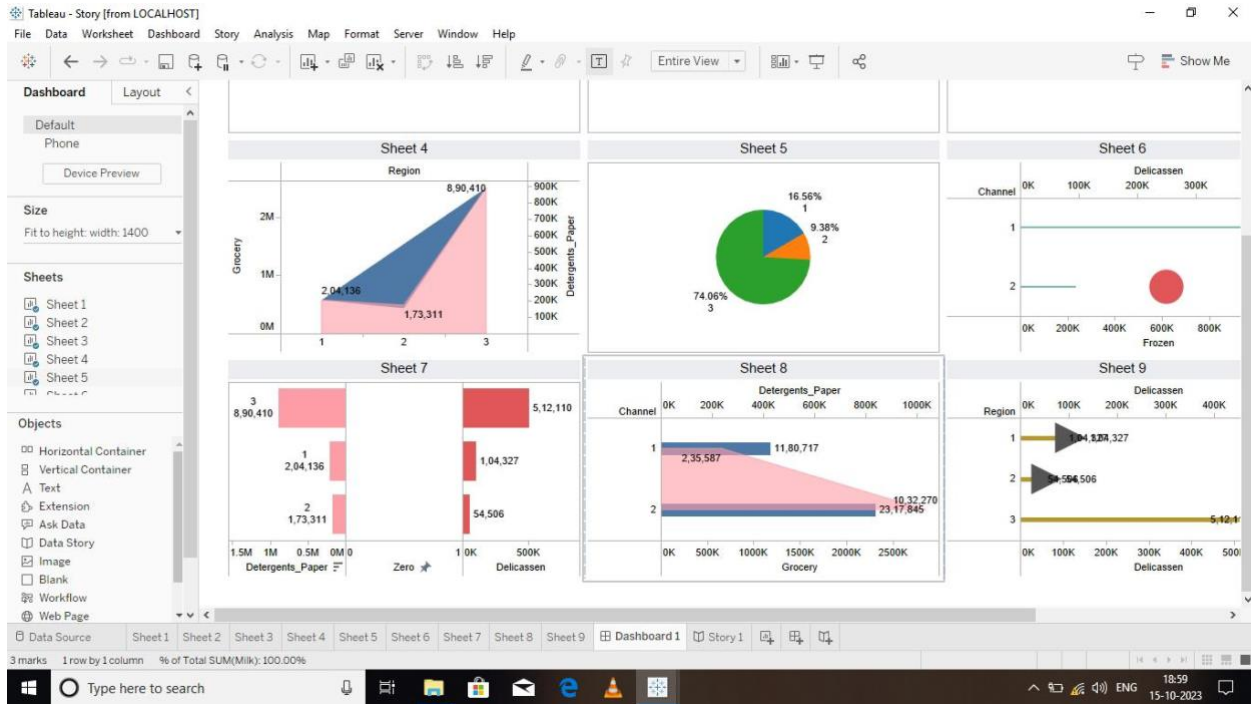 Tableau - Story [from LOCALHOST]
File Data Worksheet Dashboard Story Analysis Map Format Server Window Help
Entire View
Show Me
Dashboard Layout
Default
Phone
Device Preview
Size
Fit to height: width: 1400
Sheets
Sheet 1
Sheet 2
Sheet 3
Sheet 4
Sheet 5
Objects
Horizontal Container
Vertical Container
A Text
Extension
Ask Data
Data Story
Image
Blank
Workflow
Web Page
Sheet 4
Region
8,90,410
2,04,136
1,73,311
2M
1M
0M
Grocery
900K
800K
700K
600K
500K
400K
300K
200K
100K
Detergents_Paper
1 2 3
Sheet 5
16.56%
1
9.38%
2
74.06%
3
Sheet 6
Delicassen
Channel 0K 100K 200K 300K
1
2
0K 200K 400K 600K 800K
Frozen
Sheet 7
3
8,90,410
5,12,110
1
2,04,136
1,04,327
2
1,73,311
54,506
1.5M 1M 0.5M 0M 0 1 0K 500K
Detergents_Paper Zero Delicassen
Sheet 8
Detergents_Paper
Channel 0K 200K 400K 600K 800K 1000K
1 11,80,717
2,35,587
10,32,270
2 23,17,845
0K 500K 1000K 1500K 2000K 2500K
Grocery
Sheet 9
Delicassen
Region 0K 100K 200K 300K 400K
1 1,04,327
2 54,506
3 5,12,1
0K 100K 200K 300K 400K 500
Delicassen
Data Source Sheet 1 Sheet 2 Sheet 3 Sheet 4 Sheet 5 Sheet 6 Sheet 7 Sheet 8 Sheet 9 Dashboard 1 Story 1
3 marks 1 row by 1 column % of Total SUM(Milk): 100.00%
Type here to search
ENG
18:59
15-10-2023